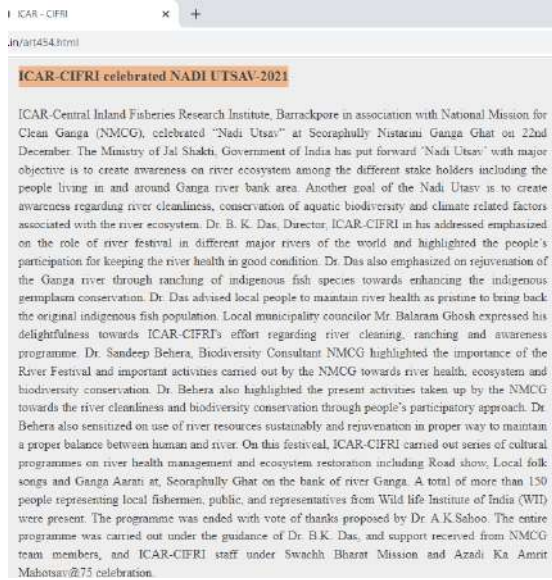 ICAR - CIFRI × +
.in/art454.html
ICAR-CIFRI celebrated NADI UTSAV-2021
ICAR-Central Inland Fisheries Research Institute, Barrackpore in association with National Mission for
Clean Ganga (NMCG), celebrated “Nadi Utsav” at Seoraphully Nistarini Ganga Ghat on 22nd
December. The Ministry of Jal Shakti, Government of India has put forward ‘Nadi Utsav’ with major
objective is to create awareness on river ecosystem among the different stake holders including the
people living in and around Ganga river bank area. Another goal of the Nadi Utasv is to create
awareness regarding river cleanliness, conservation of aquatic biodiversity and climate related factors
associated with the river ecosystem. Dr. B. K. Das, Director, ICAR-CIFRI in his addressed emphasized
on the role of river festival in different major rivers of the world and highlighted the people’s
participation for keeping the river health in good condition. Dr. Das also emphasized on rejuvenation of
the Ganga river through ranching of indigenous fish species towards enhancing the indigenous
germplasm conservation. Dr. Das advised local people to maintain river health as pristine to bring back
the original indigenous fish population. Local municipality councilor Mr. Balaram Ghosh expressed his
delightfulness towards ICAR-CIFRI's effort regarding river cleaning, ranching and awareness
programme. Dr. Sandeep Behera, Biodiversity Consultant NMCG highlighted the importance of the
River Festival and important activities carried out by the NMCG towards river health, ecosystem and
biodiversity conservation. Dr. Behera also highlighted the present activities taken up by the NMCG
towards the river cleanliness and biodiversity conservation through people’s participatory approach. Dr.
Behera also sensitized on use of river resources sustainably and rejuvenation in proper way to maintain
a proper balance between human and river. On this festiveal, ICAR-CIFRI carried out series of cultural
programmes on river health management and ecosystem restoration including Road show, Local folk
songs and Ganga Aarati at, Seoraphully Ghat on the bank of river Ganga. A total of more than 150
people representing local fishermen, public, and representatives from Wild life Institute of India (WII)
were present. The programme was ended with vote of thanks proposed by Dr. A.K.Sahoo. The entire
programme was carried out under the guidance of Dr. B.K. Das, and support received from NMCG
team members, and ICAR-CIFRI staff under Swachh Bharat Mission and Azadi Ka Amrit
Mahotsav@75 celebration.